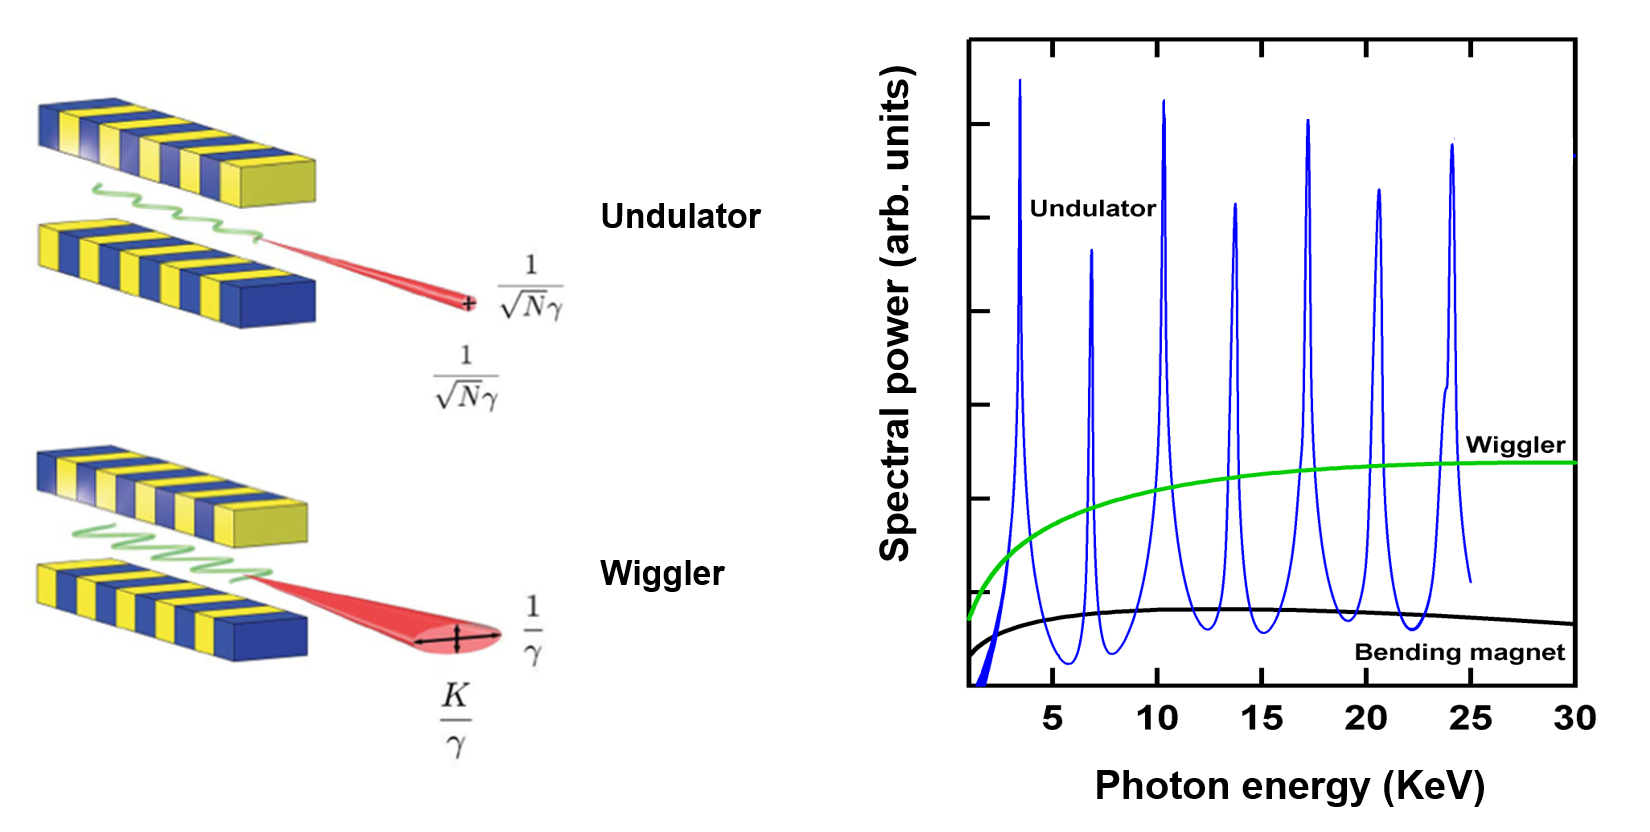 Undulator
1
√Nγ
1
√Nγ
Wiggler
1
γ
K
γ
Spectral power (arb. units)
Undulator
Wiggler
Bending magnet
5 10 15 20 25 30
Photon energy (KeV)